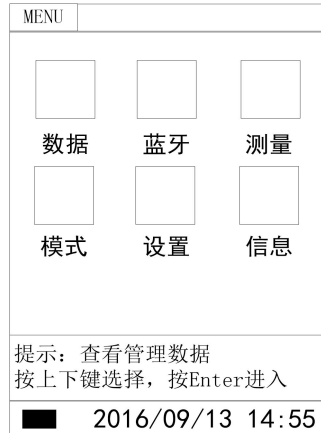 MENU
数据 蓝牙 测量
模式 设置 信息
提示：查看管理数据
按上下键选择，按Enter进入
2016/09/13 14:55